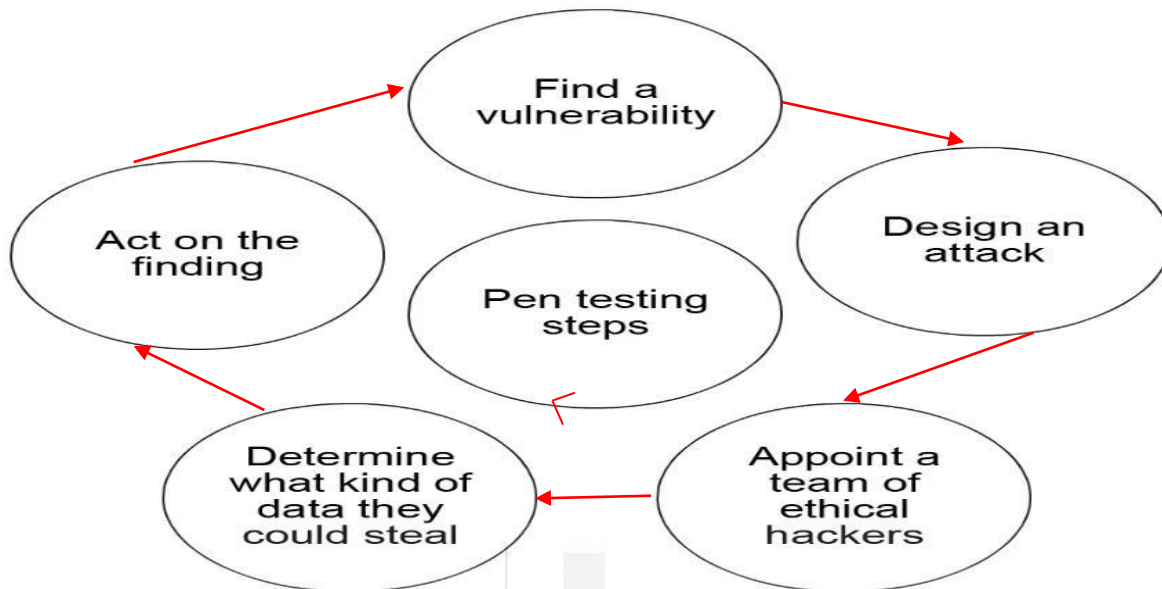 Find a
vulnerability
Design an
attack
Appoint a
team of
ethical
hackers
Determine
what kind of
data they
could steal
Act on the
finding
Pen testing
steps